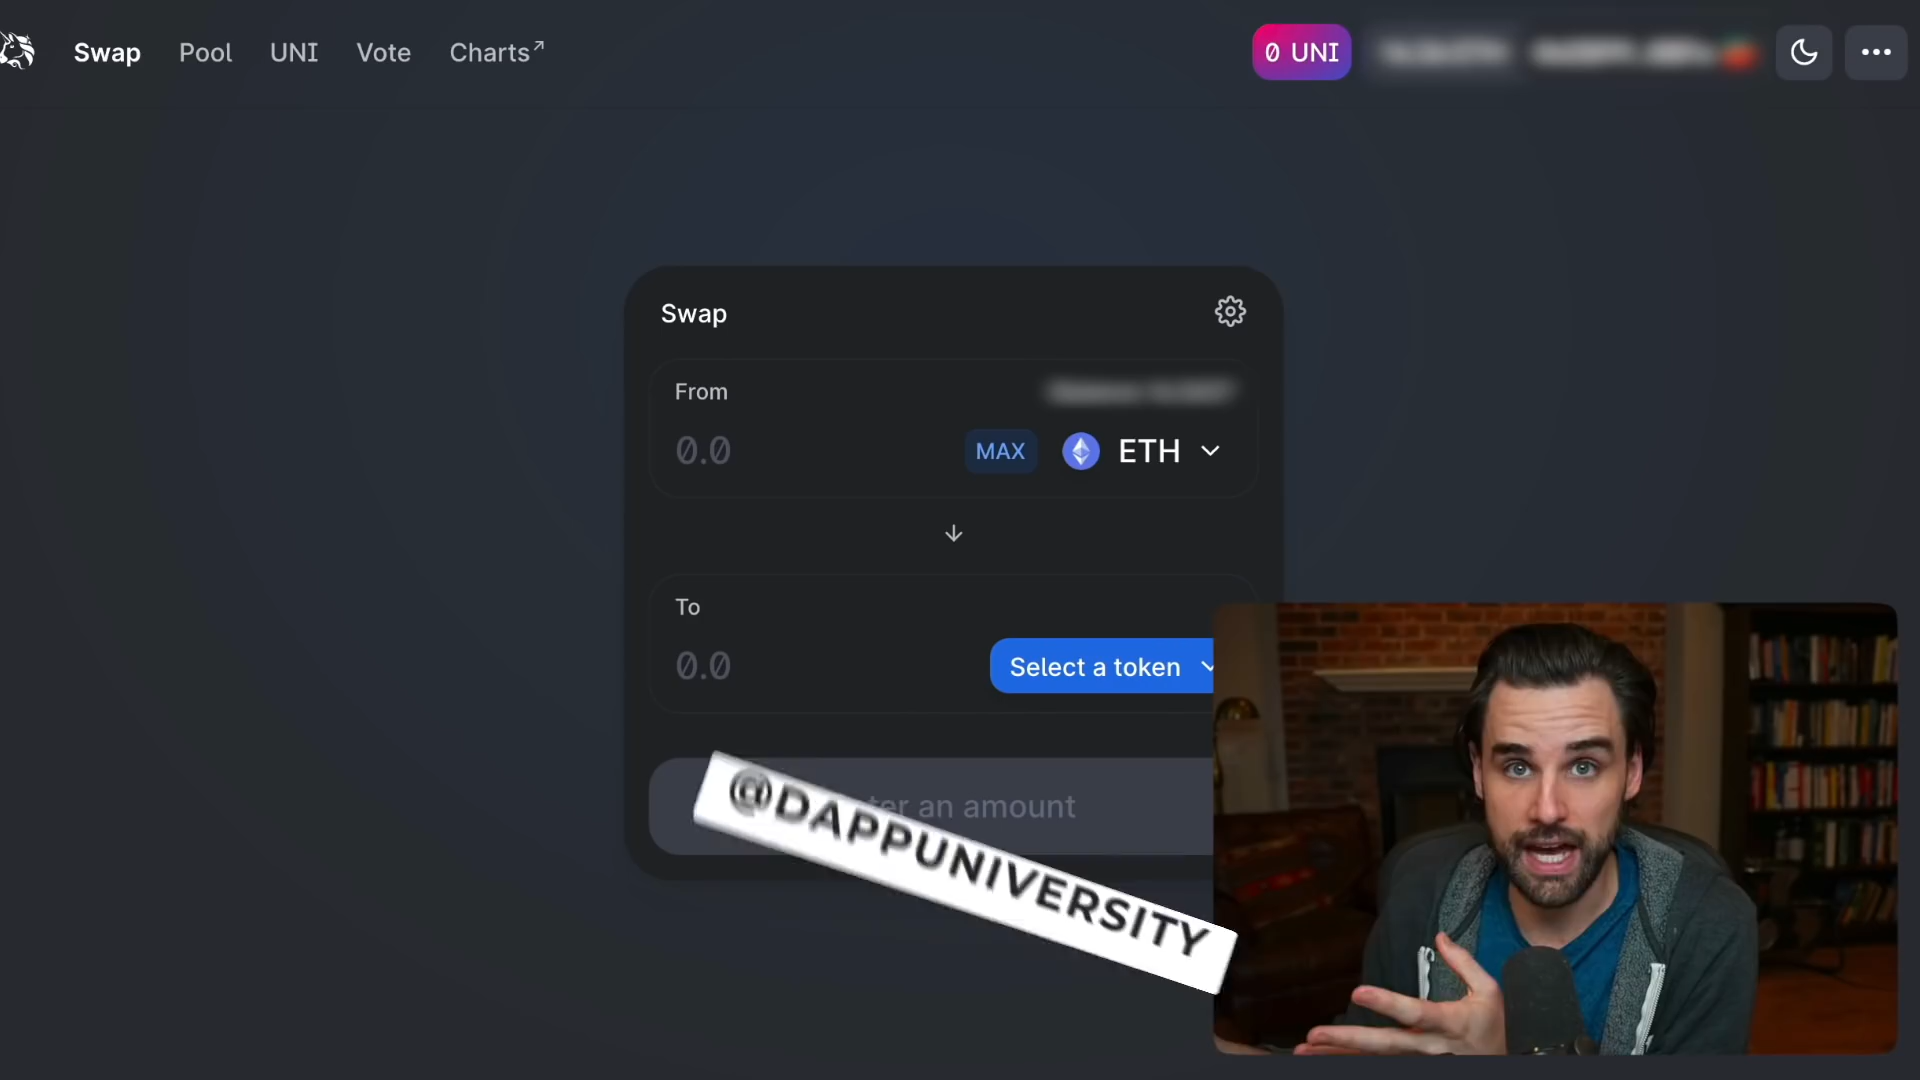 Swap
Pool
UNI
Vote
Charts↗
0 UNI
Swap
From
0.0
MAX
ETH
To
0.0
Select a token
er an amount
@DAPPUNIVERSITY